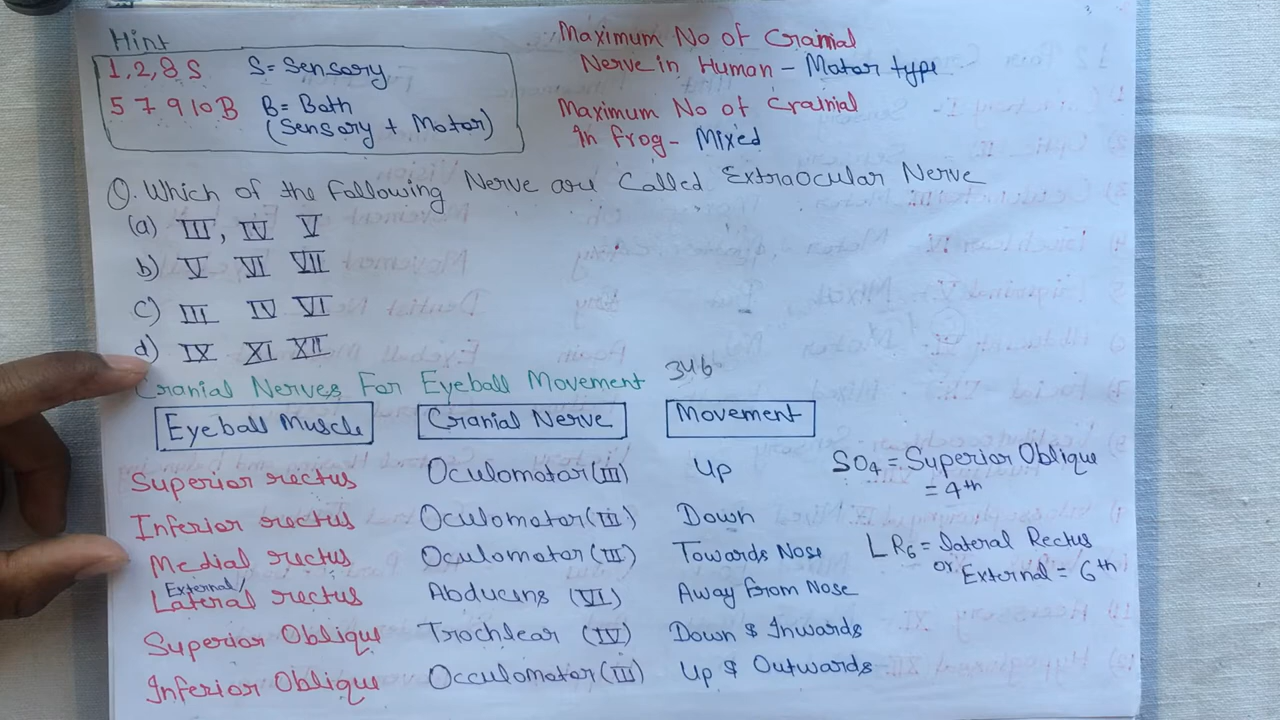 Hint
1,2,8 S S= Sensory
5 7 9 10 B B= Both
(Sensory + Motor)
Maximum No of Cranial
Nerve in Human - Motor type
Maximum No of Crainial
In frog - Mixed
Q. Which of the Following Nerve are Called Extraocular Nerve
(a) III, IV V
b) V VI VII
c) III IV VI
d) IX XI XII
Cranial Nerves For Eyeball Movement 346
Eyeball Muscle Cranial Nerve Movement
Superior rectus Oculomotor (III) Up
Inferior rectus Oculomotor (III) Down
Medial rectus Oculomotor (III) Towards Nose
External/
Lateral rectus Abducens (VI) Away from Nose
Superior Oblique Trochlear (IV) Down & Inwards
Inferior Oblique Occulomotor (III) Up & Outwards
SO4 = Superior Oblique
= 4th
LR6 = lateral Rectus
or External = 6th